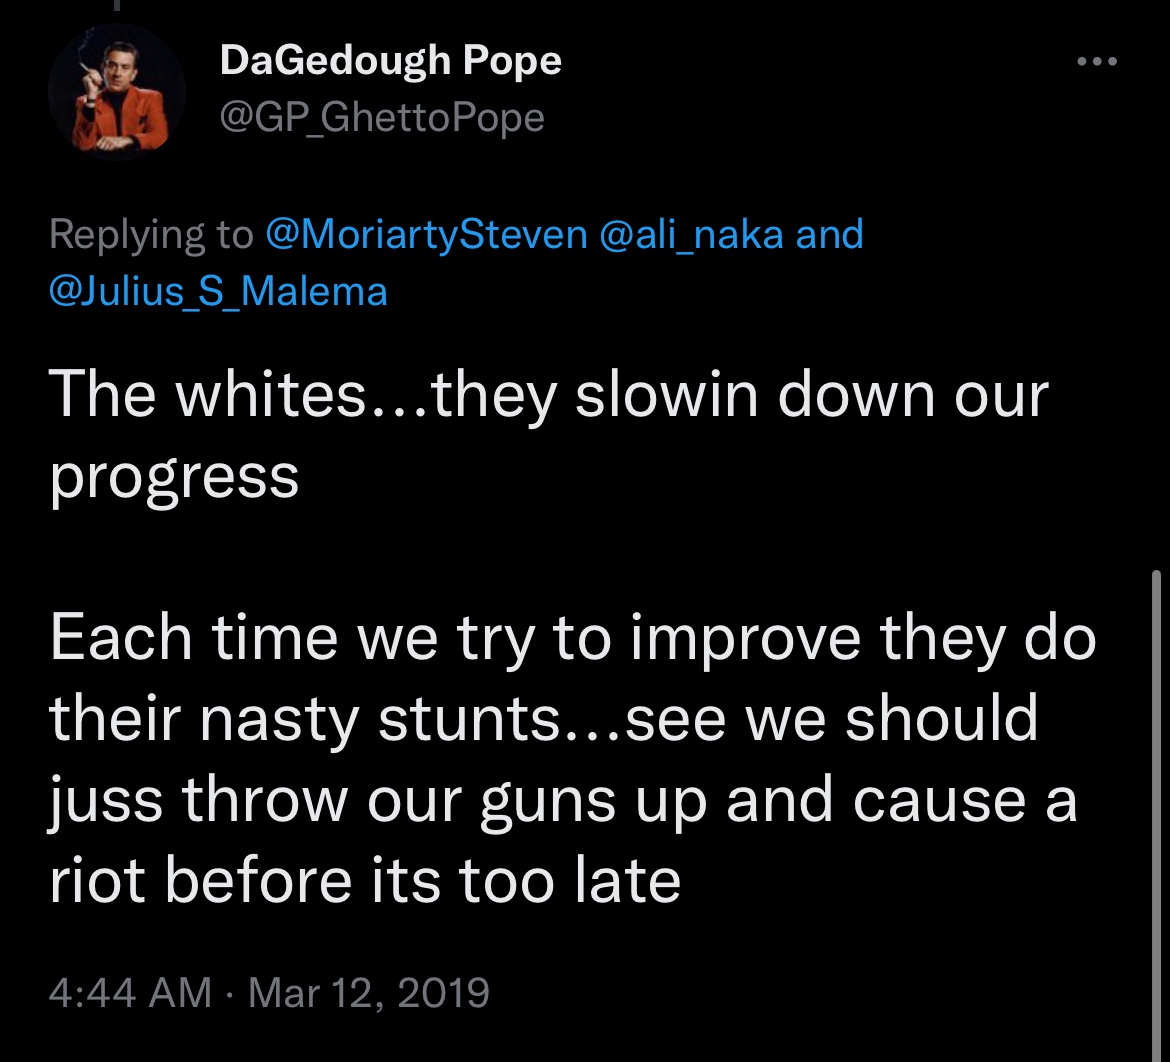 DaGedough Pope
@GP_GhettoPope
Replying to @MoriartySteven @ali_naka and
@Julius_S_Malema
The whites...they slowin down our
progress
Each time we try to improve they do
their nasty stunts...see we should
juss throw our guns up and cause a
riot before its too late
4:44 AM · Mar 12, 2019